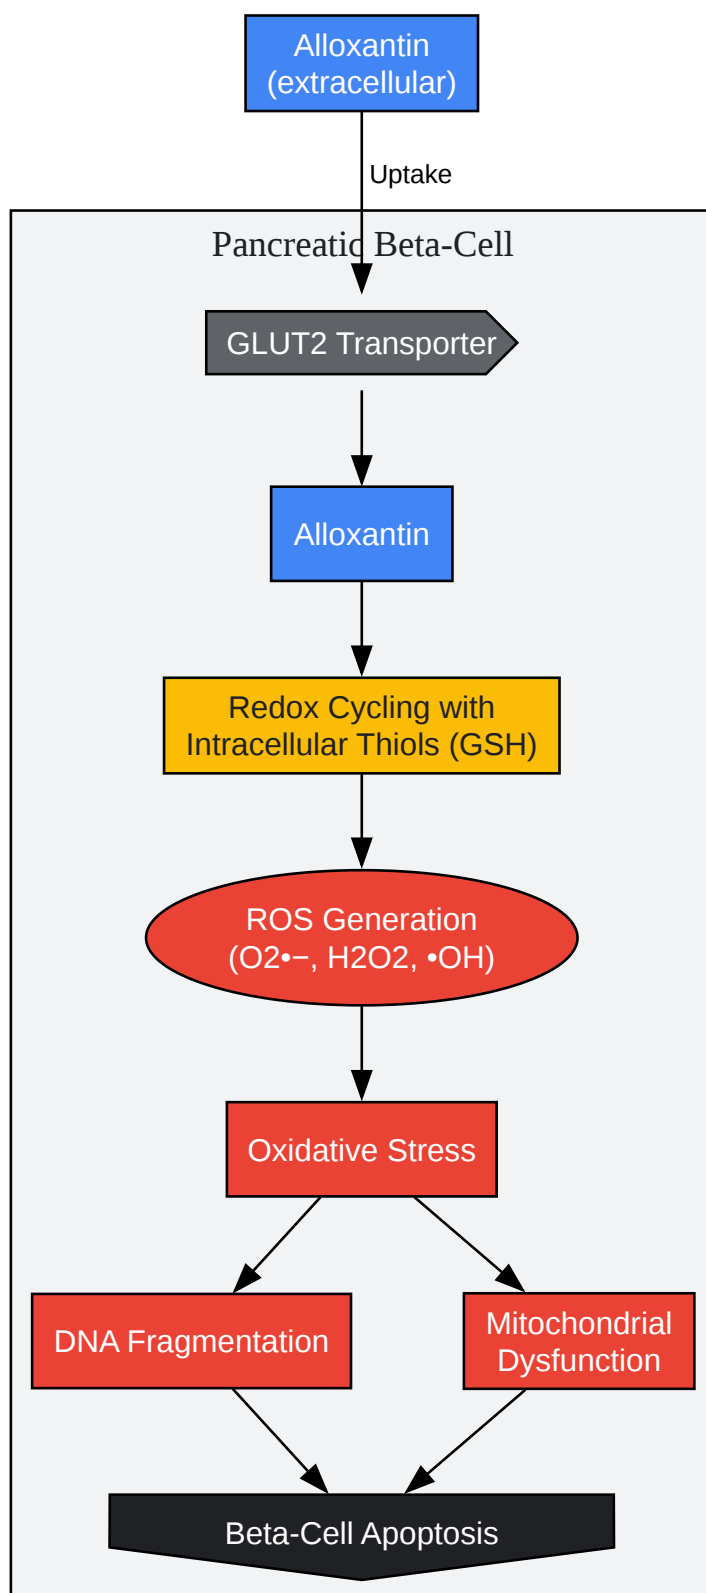 Alloxantin
(extracellular)
Uptake
Pancreatic Beta-Cell
GLUT2 Transporter
Alloxantin
Redox Cycling with
Intracellular Thiols (GSH)
ROS Generation
(O2•−, H2O2, •OH)
Oxidative Stress
DNA Fragmentation
Mitochondrial
Dysfunction
Beta-Cell Apoptosis